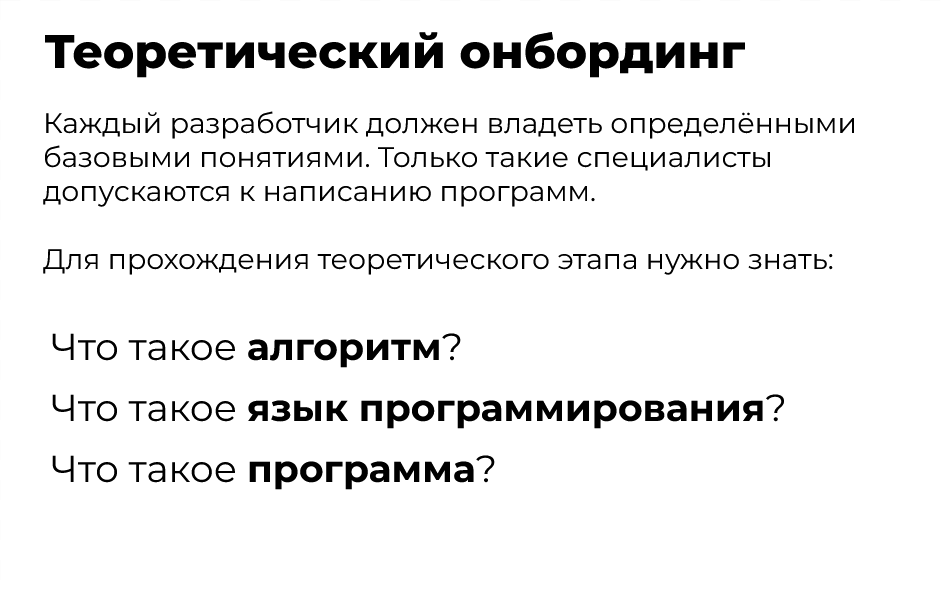 Теоретический онбординг
Каждый разработчик должен владеть определёнными
базовыми понятиями. Только такие специалисты
допускаются к написанию программ.
Для прохождения теоретического этапа нужно знать:
Что такое алгоритм?
Что такое язык программирования?
Что такое программа?